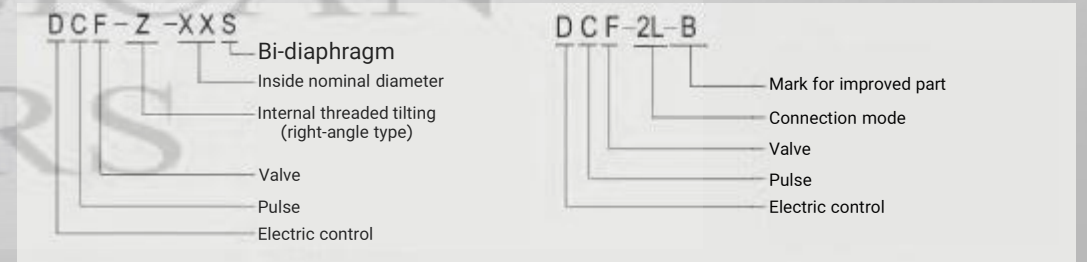 DCF-Z-XXS
Bi-diaphragm
Inside nominal diameter
Internal threaded tilting
(right-angle type)
Valve
Pulse
Electric control
DCF-2L-B
Mark for improved part
Connection mode
Valve
Pulse
Electric control